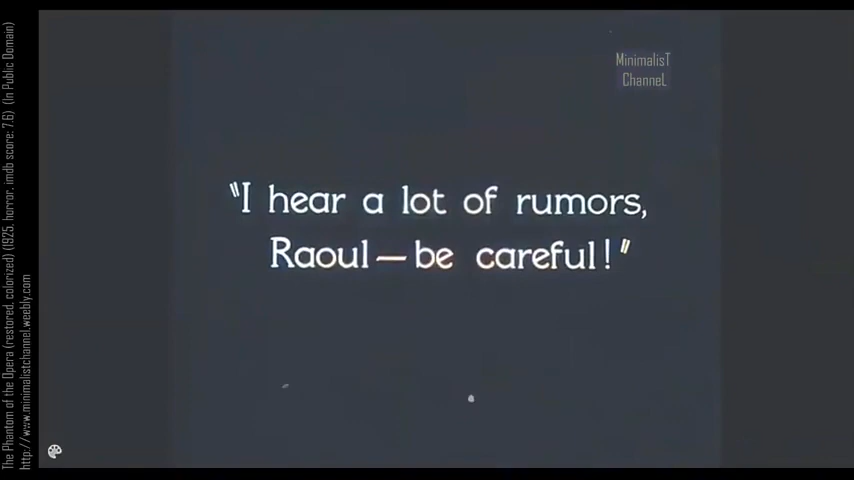 "I hear a lot of rumors,
Raoul—be careful!"
MinimalisT
ChanneL
The Phantom of the Opera (restored, colorized) (1925, horror, imdb score: 7.6) (In Public Domain)
http://www.minimalistchannel.weebly.com